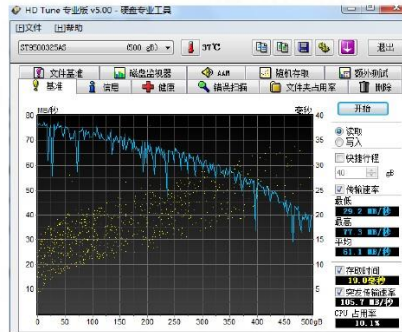 HD Tune 专业版 v5.00 - 硬盘专业工具
文件 帮助
ST9500325AS (500 gB) 37℃ 退出
文件基准 磁盘监视器 AAM 随机存取 额外测试
基准 信息 健康 错误扫描 文件夹占用率 删除
MB/秒 毫秒 开始
80 40
70 35
60 30
50 25
40 20
30 15
20 10
10 5
0 50 100 150 200 250 300 350 400 450 500gB
读取
写入
快捷行程
40 gB
传输速率
最低
29.2 MB/秒
最高
77.3 MB/秒
平均
61.1 MB/秒
存取时间
19.0毫秒
突发传输速率
105.7 MB/秒
CPU 占用率
10.1%